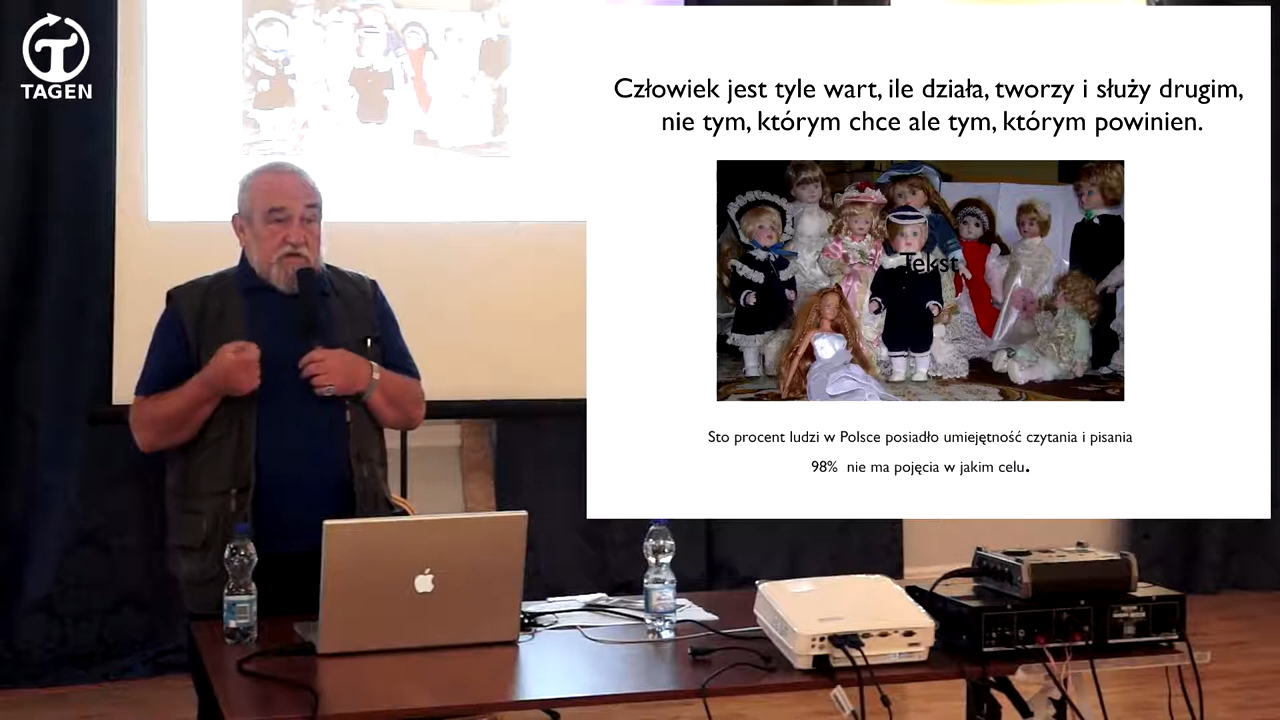 TAGEN
Człowiek jest tyle wart, ile działa, tworzy i służy drugim,
nie tym, którym chce ale tym, którym powinien.
Tekst
Sto procent ludzi w Polsce posiadło umiejętność czytania i pisania
98% nie ma pojęcia w jakim celu.